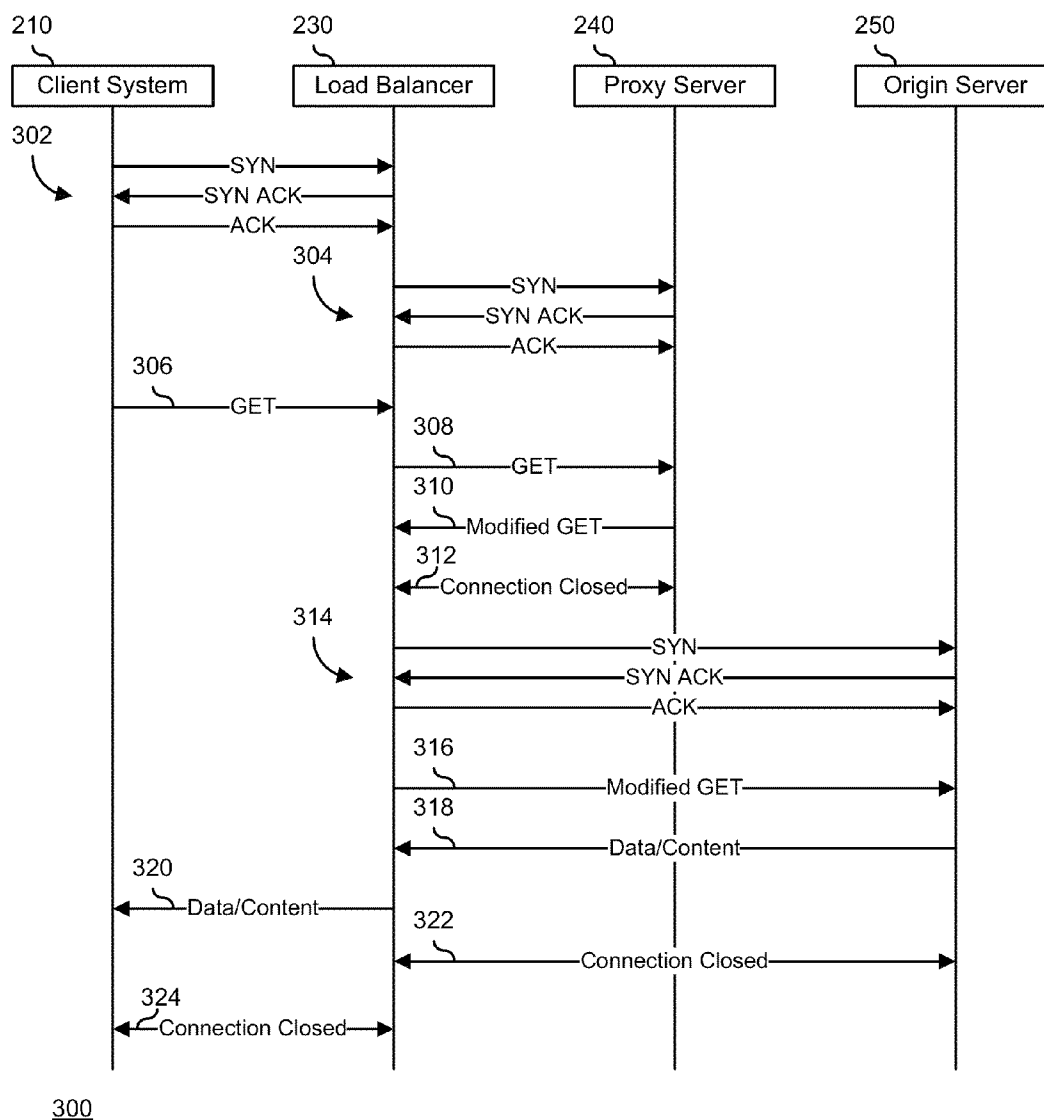 210 230 240 250
Client System Load Balancer Proxy Server Origin Server
302
SYN
SYN ACK
ACK
304
SYN
SYN ACK
ACK
306
GET
308
GET
310
Modified GET
312
Connection Closed
314
SYN
SYN ACK
ACK
316
Modified GET
318
Data/Content
320
Data/Content
322
Connection Closed
324
Connection Closed
300